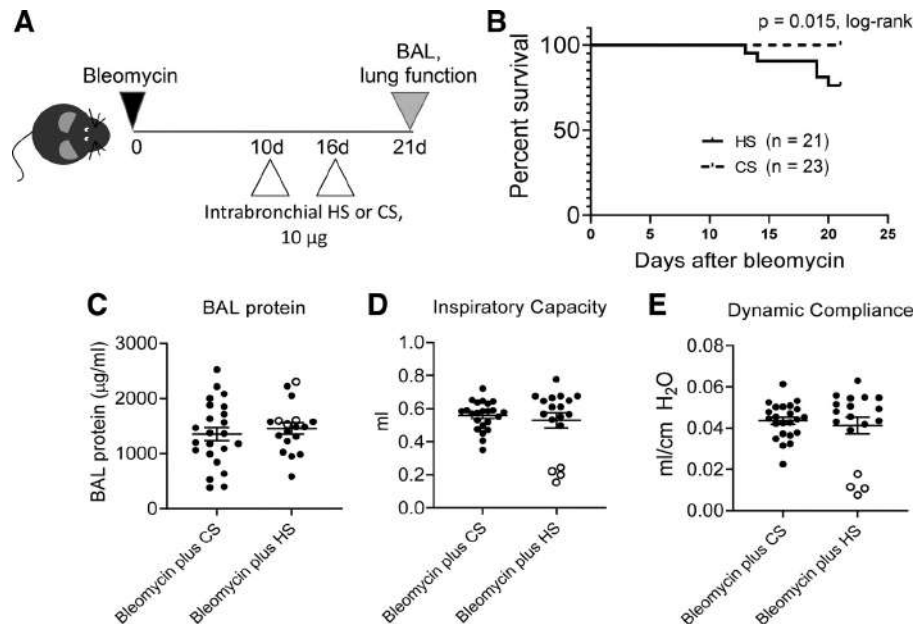 A
Bleomycin
BAL,
lung function
0
10d
16d
21d
Intrabronchial HS or CS,
10 μg
B
p = 0.015, log-rank
Percent survival
100
50
0
HS (n = 21)
CS (n = 23)
0 5 10 15 20 25
Days after bleomycin
C
BAL protein
BAL protein (μg/ml)
3000
2000
1000
0
Bleomycin plus CS
Bleomycin plus HS
D
Inspiratory Capacity
ml
1.0
0.8
0.6
0.4
0.2
0.0
Bleomycin plus CS
Bleomycin plus HS
E
Dynamic Compliance
ml/cm H₂O
0.08
0.06
0.04
0.02
0.00
Bleomycin plus CS
Bleomycin plus HS